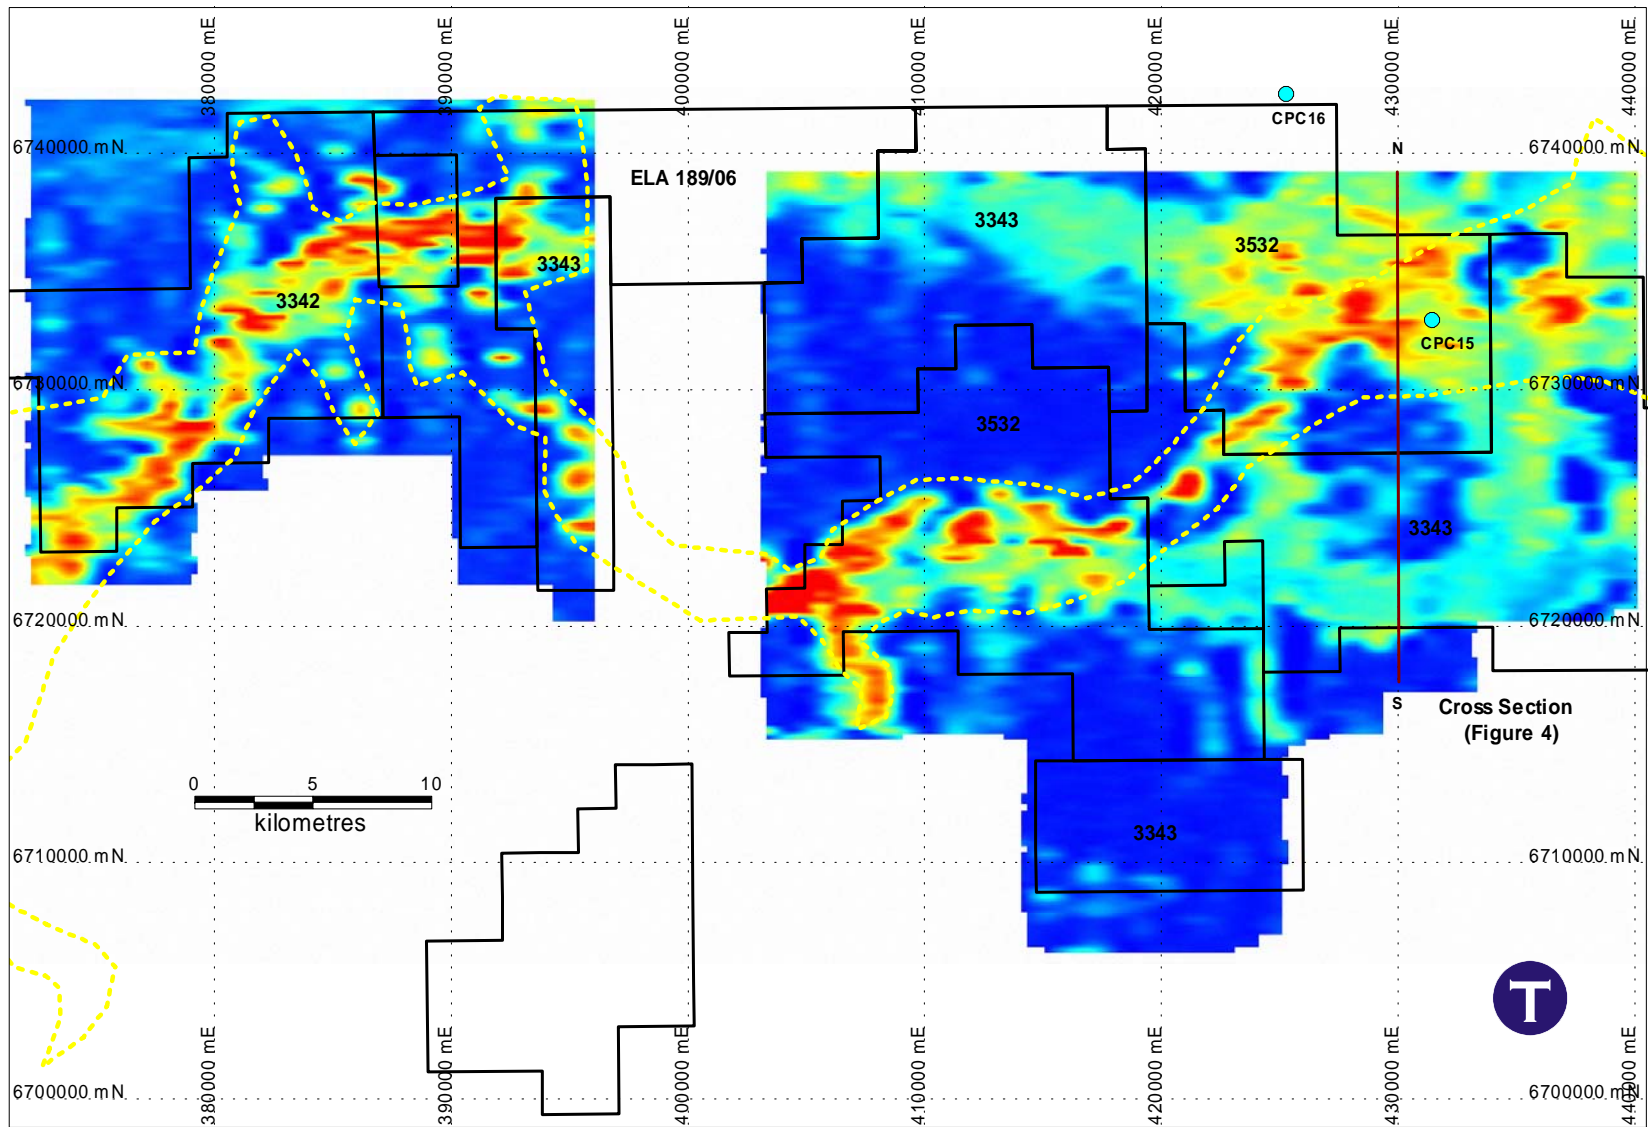 380000 mE
390000 mE
400000 mE
410000 mE
420000 mE
430000 mE
440000 mE
CPC16
6740000 mN
N
6740000 mN
ELA 189/06
3343
3532
3343
3342
CPC15
6730000 mN
6730000 mN
3532
3343
6720000 mN
6720000 mN
S
Cross Section
(Figure 4)
0 5 10
kilometres
3343
6710000 mN
6710000 mN
T
6700000 mN
6700000 mN
380000 mE
390000 mE
400000 mE
410000 mE
420000 mE
430000 mE
440000 mE